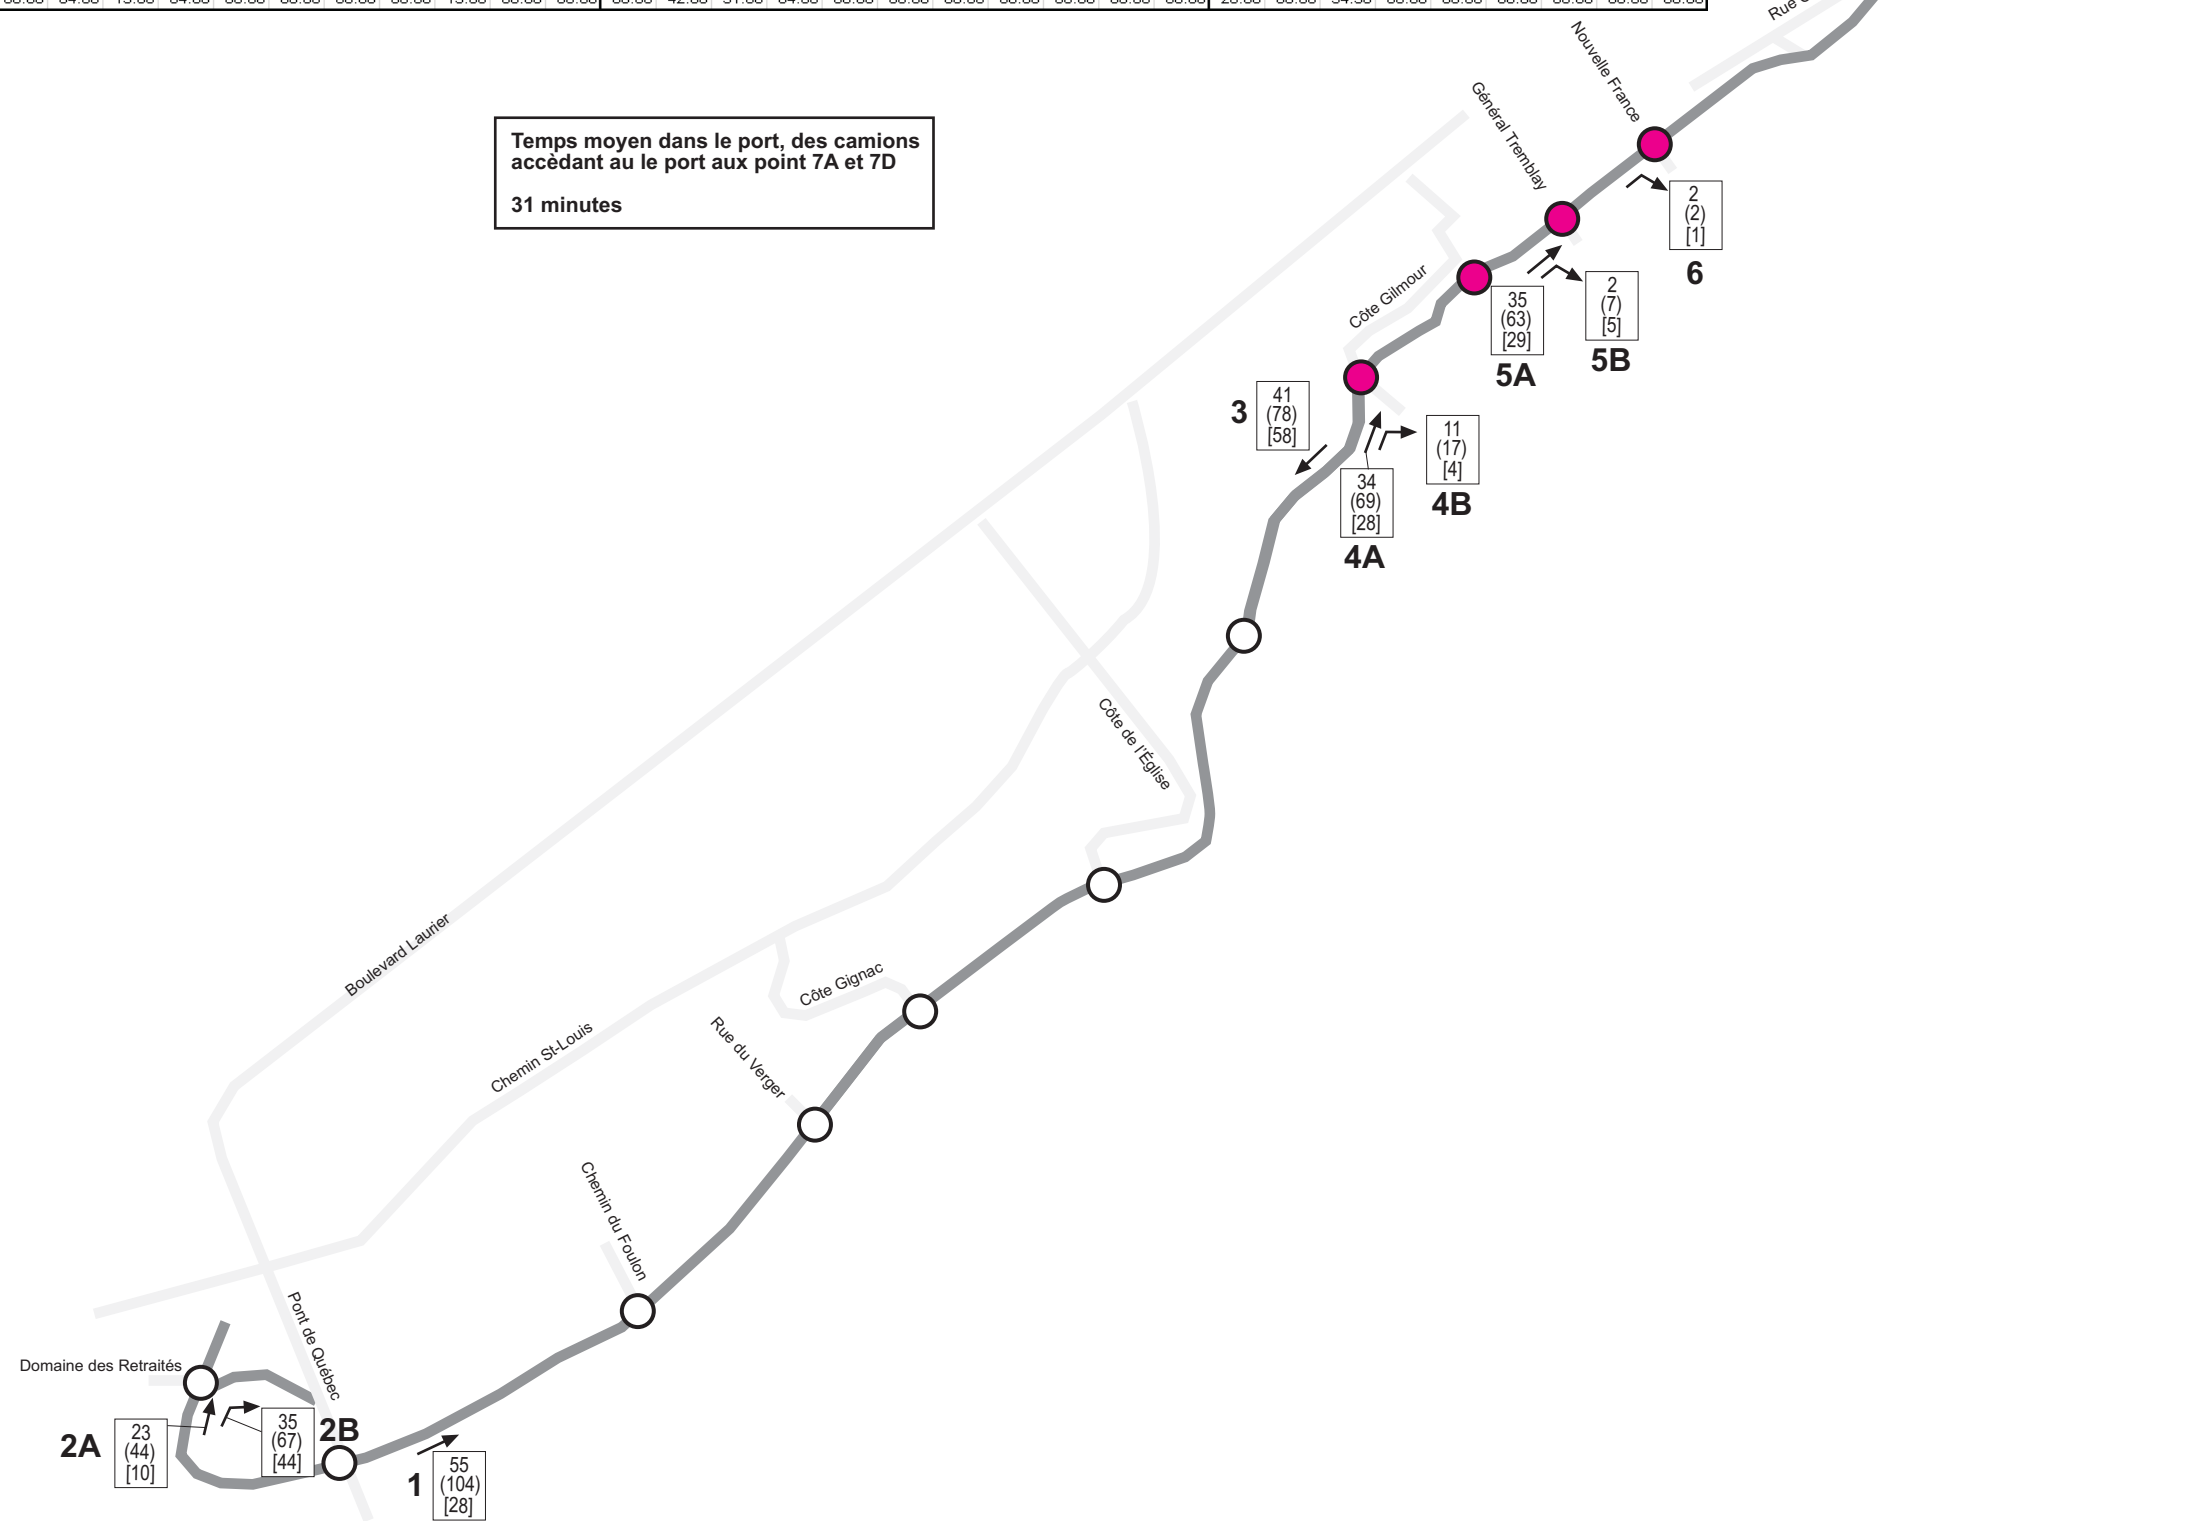 Rue
Nouvelle France
Général Tremblay
Temps moyen dans le port, des camions
accèdant au le port aux point 7A et 7D
31 minutes
2
(2)
[1]
6
2
(7)
[5]
5B
35
(63)
[29]
5A
Côte Gilmour
3
41
(78)
[58]
11
(17)
[4]
4B
34
(69)
[28]
4A
Côte de l'Église
Boulevard Laurier
Côte Gignac
Rue du Verger
Chemin St-Louis
Chemin du Foulon
Pont de Québec
Domaine des Retraités
2A
23
(44)
[10]
35
(67)
[44]
2B
1
55
(104)
[28]